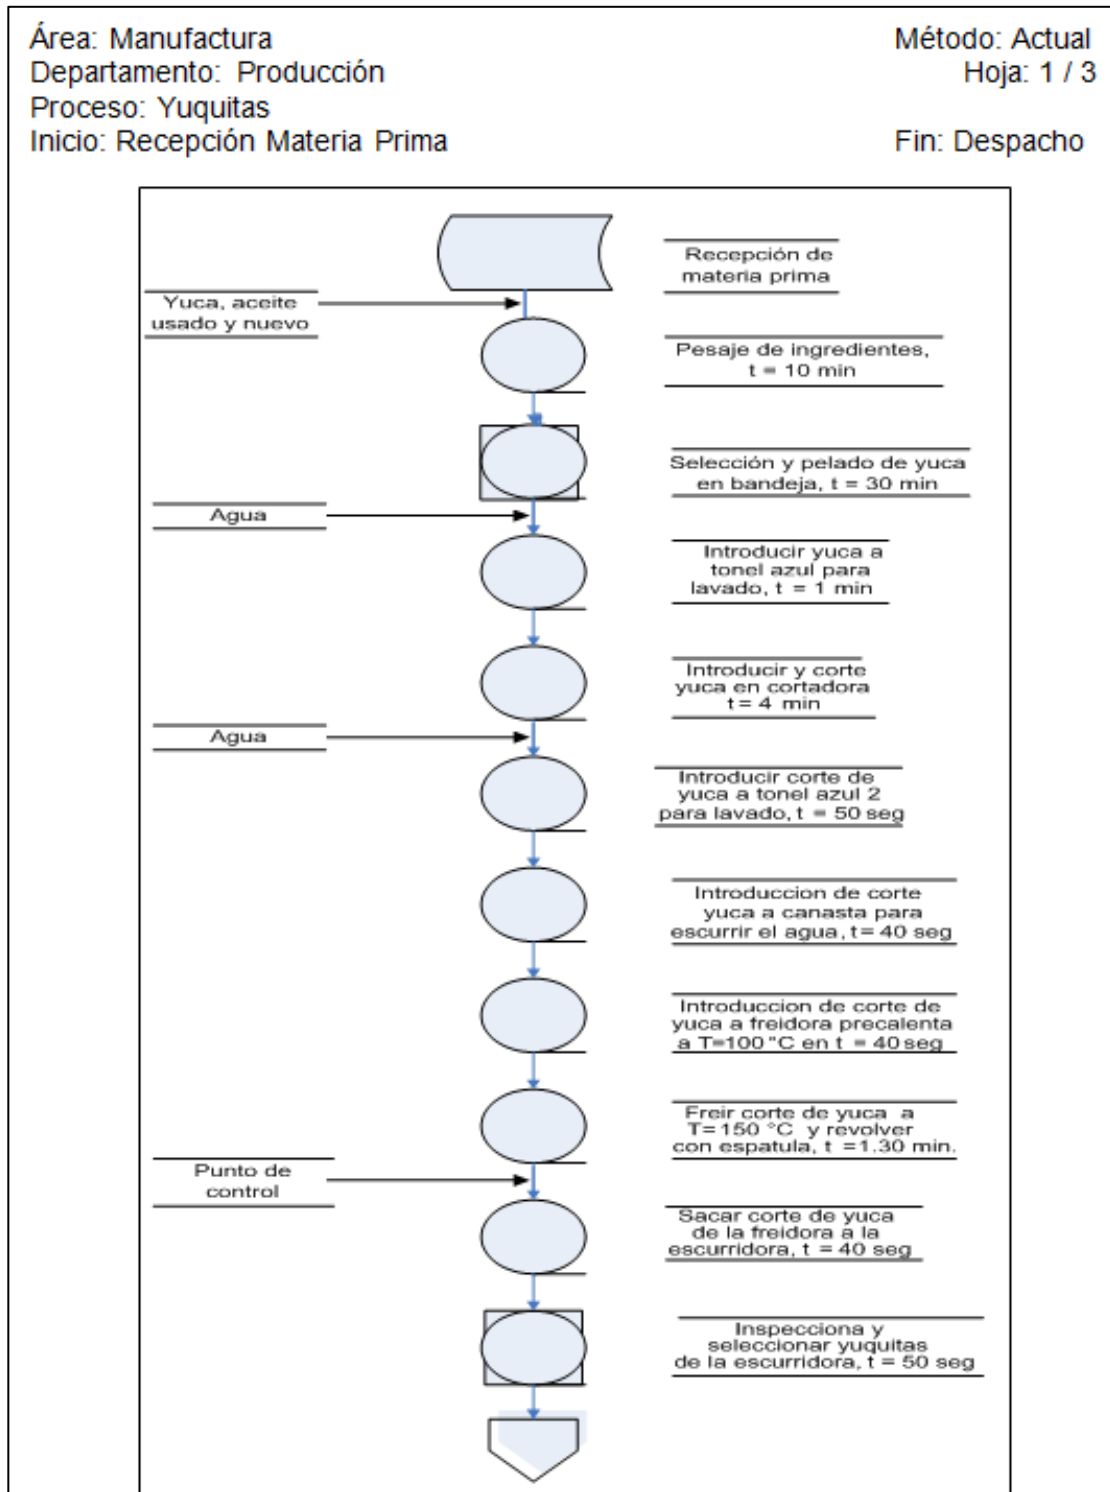 Área: Manufactura
Método: Actual
Departamento: Producción
Hoja: 1 / 3
Proceso: Yuquitas
Inicio: Recepción Materia Prima
Fin: Despacho
Recepción de
materia prima
Yuca, aceite
usado y nuevo
Pesaje de ingredientes,
t = 10 min
Selección y pelado de yuca
en bandeja, t = 30 min
Agua
Introducir yuca a
tonel azul para
lavado, t = 1 min
Introducir y corte
yuca en cortadora
t = 4 min
Agua
Introducir corte de
yuca a tonel azul 2
para lavado, t = 50 seg
Introduccion de corte
yuca a canasta para
escurrir el agua, t = 40 seg
Introduccion de corte de
yuca a freidora precalenta
a T=100 °C en t = 40 seg
Freir corte de yuca a
T= 150 °C y revolver
con espatula, t =1.30 min.
Punto de
control
Sacar corte de yuca
de la freidora a la
escurridora, t = 40 seg
Inspecciona y
seleccionar yuquitas
de la escurridora, t = 50 seg